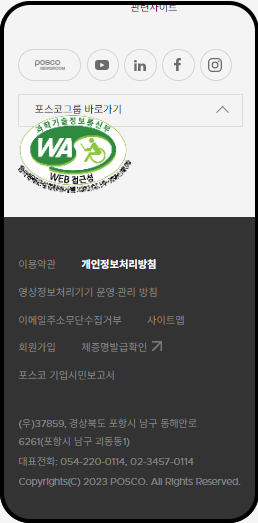 관련사이트
posco
NEWSROOM
포스코그룹 바로가기
과학기술정보통신부
WA
WEB 접근성
이용약관 개인정보처리방침
영상정보처리기기 운영·관리 방침
이메일주소무단수집거부 사이트맵
회원가입 제증명발급확인
포스코 기업시민보고서
(우)37859, 경상북도 포항시 남구 동해안로
6261(포항시 남구 괴동동1)
대표전화: 054-220-0114, 02-3457-0114
Copyrights(C) 2023 POSCO. All Rights Reserved.